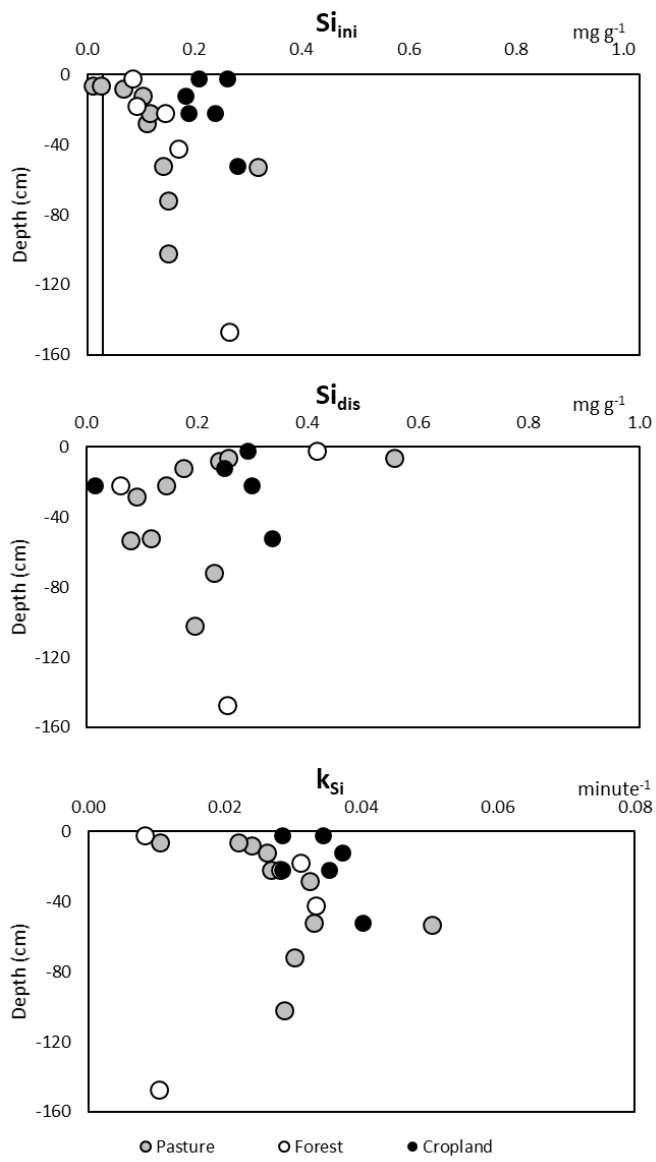 Si_ini
mg g⁻¹
0.0 0.2 0.4 0.6 0.8 1.0
0
-40
-80
-120
-160
Depth (cm)
Si_dis
mg g⁻¹
0.0 0.2 0.4 0.6 0.8 1.0
0
-40
-80
-120
-160
Depth (cm)
k_Si
minute⁻¹
0.00 0.02 0.04 0.06 0.08
0
-40
-80
-120
-160
Depth (cm)
Pasture Forest Cropland